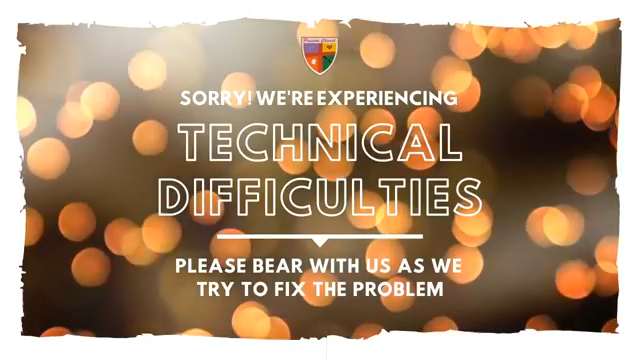 SORRY! WE'RE EXPERIENCING
TECHNICAL
DIFFICULTIES
PLEASE BEAR WITH US AS WE
TRY TO FIX THE PROBLEM